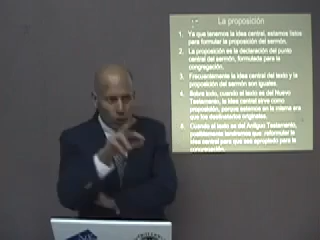 La proposición
1. Ya que tenemos la idea central, estamos listos
para formular la proposición del sermón.
2. La proposición es la declaración del punto
central del sermón, formulada para la
congregación.
3. Frecuentemente la idea central del texto y la
proposición del sermón son iguales.
4. Sobre todo, cuando el texto es del Nuevo
Testamento, la idea central sirve como
proposición, porque estamos en la misma era
que los destinatarios originales.
5. Cuando el texto es del Antiguo Testamento,
posiblemente tendremos que reformular la
idea central para que sea apropiado para la
congregación.